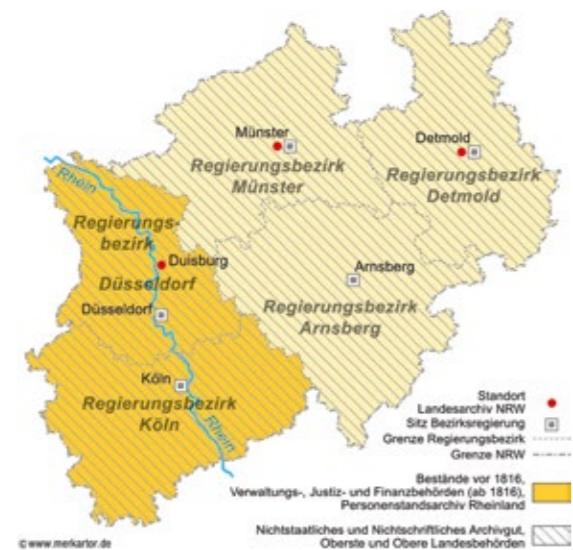 Münster
Regierungsbezirk
Münster
Detmold
Regierungsbezirk
Detmold
Rhein
Regierungs-
bezirk
Düsseldorf
Duisburg
Düsseldorf
Arnsberg
Regierungsbezirk
Arnsberg
Köln
Regierungsbezirk
Köln
Rhein
Standort
Landesarchiv NRW
Sitz Bezirksregierung
Grenze Regierungsbezirk
Grenze NRW
Bestände vor 1816,
Verwaltungs-, Justiz- und Finanzbehörden (ab 1816),
Personenstandsarchiv Rheinland
Nichtstaatliches und Nichtschriftliches Archivgut,
Oberste und Obere Landesbehörden
© www.merkartor.de